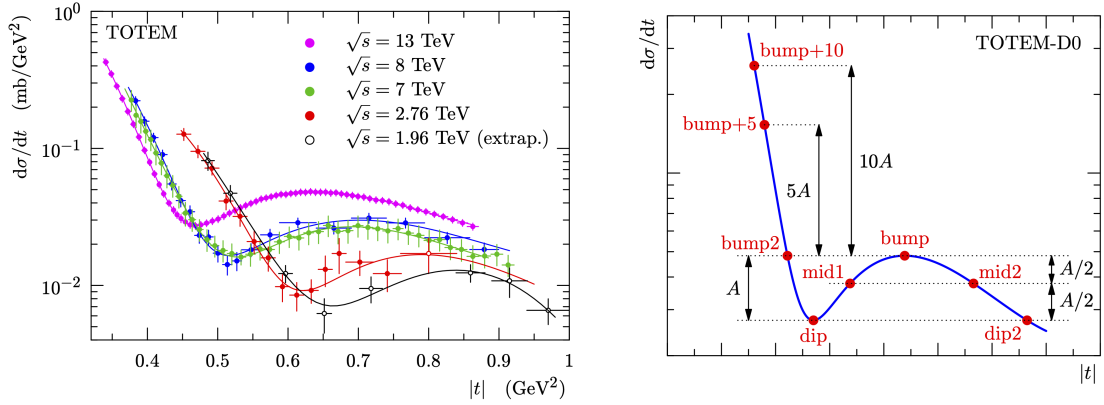 TOTEM
√s = 13 TeV
√s = 8 TeV
√s = 7 TeV
√s = 2.76 TeV
√s = 1.96 TeV (extrap.)
dσ/dt (mb/GeV²)
10⁰
10⁻¹
10⁻²
0.4 0.5 0.6 0.7 0.8 0.9 1
|t| (GeV²)
TOTEM-D0
dσ/dt
bump+10
bump+5
10A
5A
bump2
bump
mid1
mid2
A
A/2
A/2
dip
dip2
|t|